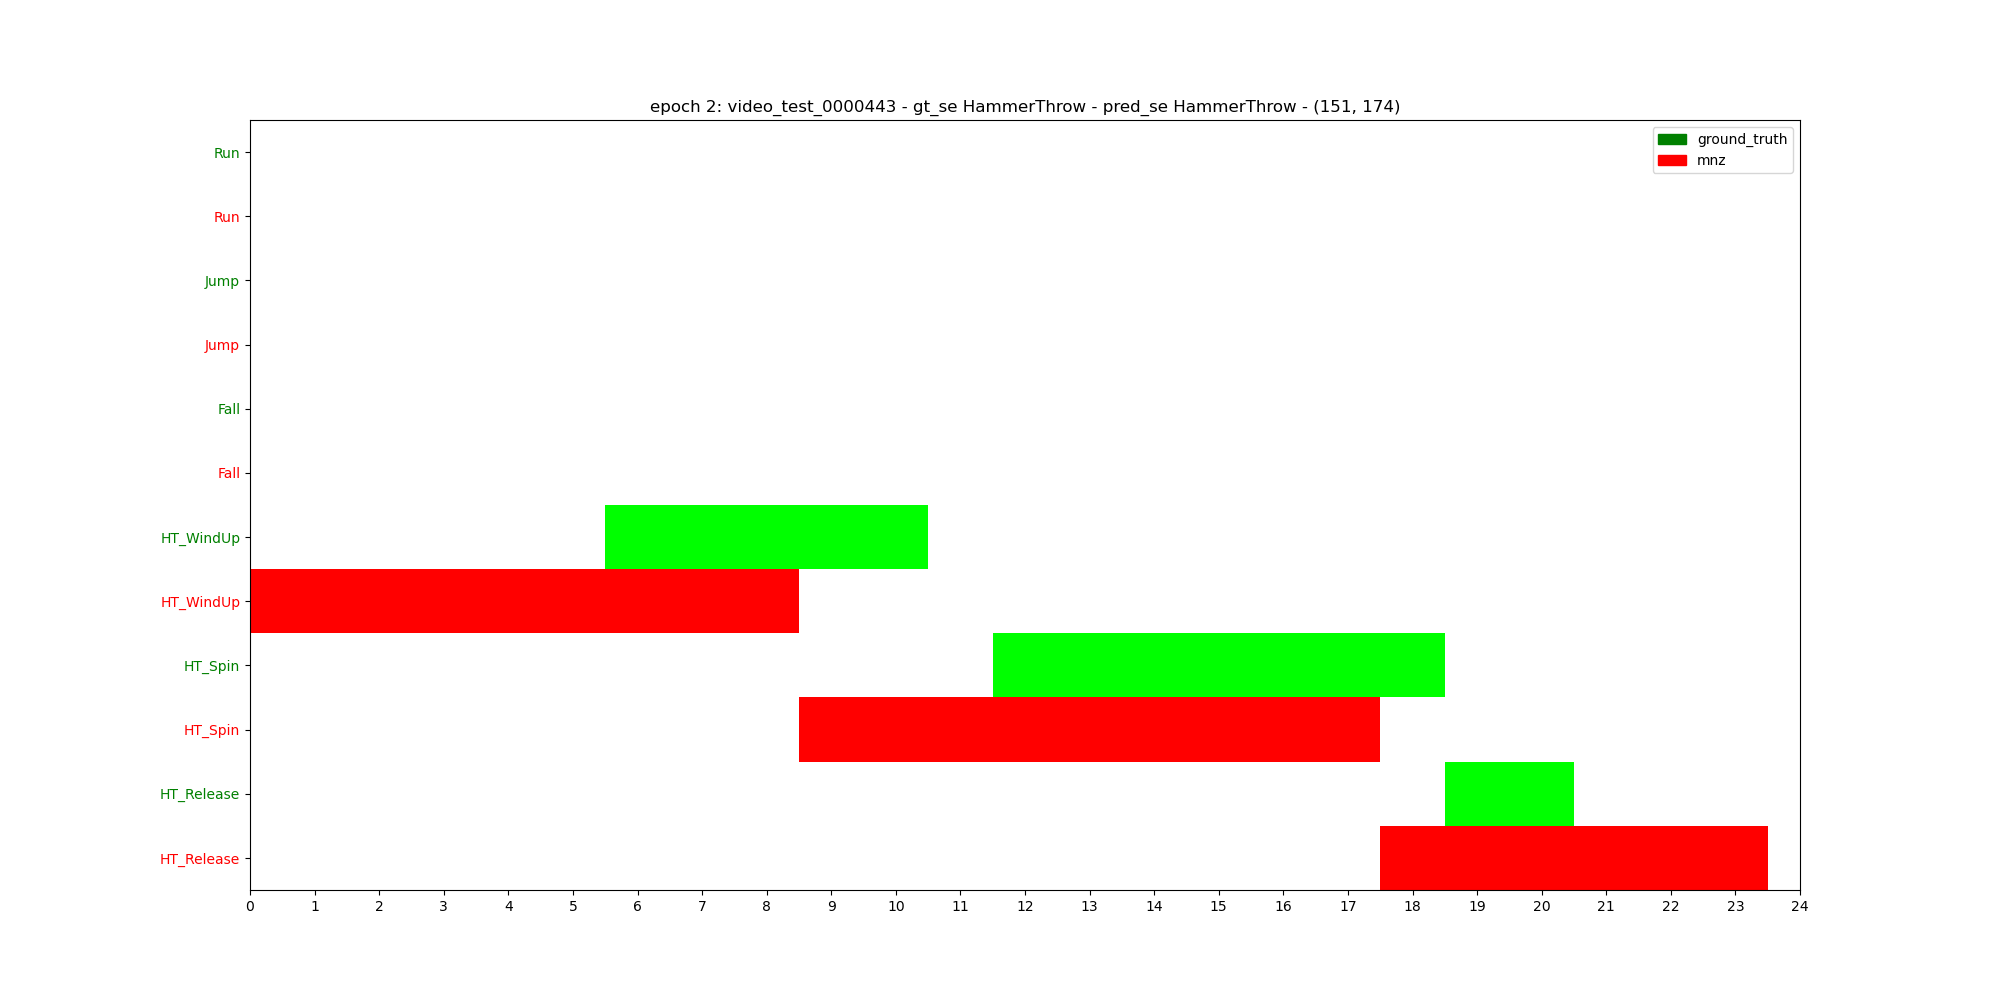 epoch 2: video_test_0000443 - gt_se HammerThrow - pred_se HammerThrow - (151, 174)
ground_truth
mnz
Run
Run
Jump
Jump
Fall
Fall
HT_WindUp
HT_WindUp
HT_Spin
HT_Spin
HT_Release
HT_Release
0 1 2 3 4 5 6 7 8 9 10 11 12 13 14 15 16 17 18 19 20 21 22 23 24